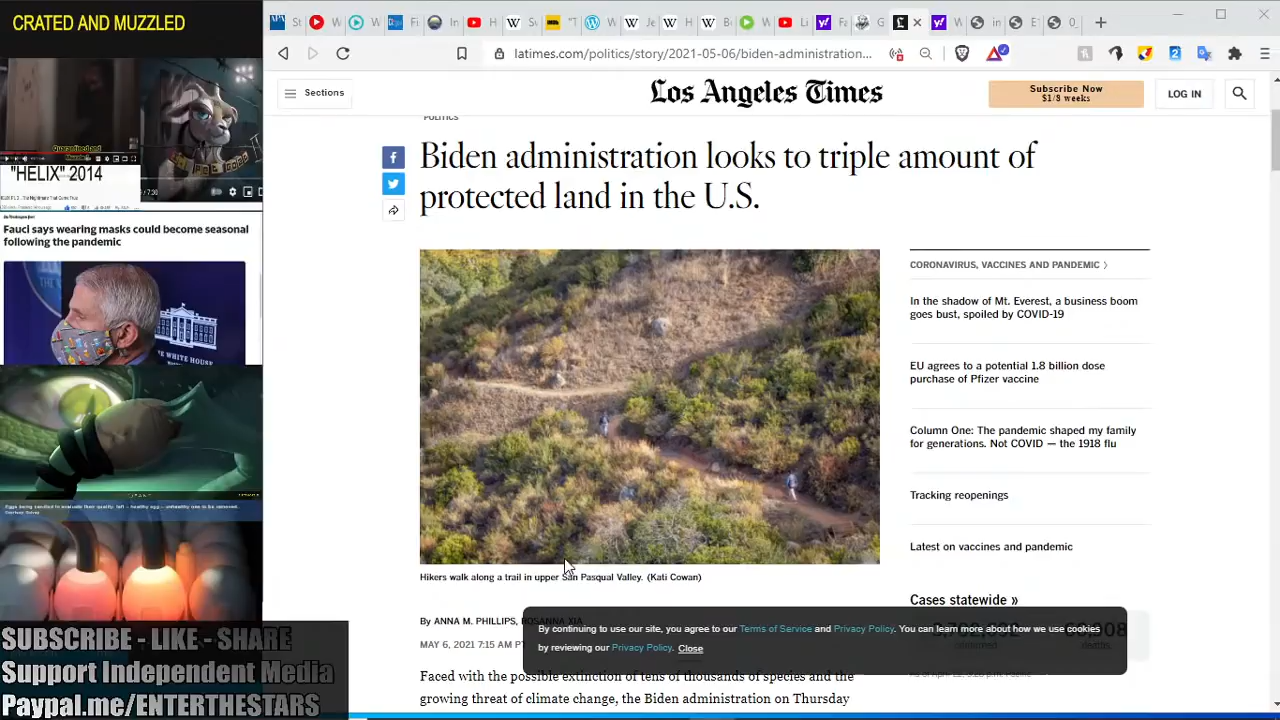 CRATED AND MUZZLED
"HELIX" 2014
Fauci says wearing masks could become seasonal
following the pandemic
SUBSCRIBE - LIKE - SHARE
Support Independent Media
Paypal.me/ENTERTHESTARS
latimes.com/politics/story/2021-05-06/biden-administration...
Sections
Los Angeles Times
Subscribe Now
$1/8 weeks
LOG IN
POLITICS
Biden administration looks to triple amount of
protected land in the U.S.
Hikers walk along a trail in upper San Pasqual Valley. (Kati Cowan)
By ANNA M. PHILLIPS, ROSANNA XIA
MAY 6, 2021 7:15 AM PT
Faced with the possible extinction of tens of thousands of species and the
growing threat of climate change, the Biden administration on Thursday
CORONAVIRUS, VACCINES AND PANDEMIC
In the shadow of Mt. Everest, a business boom
goes bust, spoiled by COVID-19
EU agrees to a potential 1.8 billion dose
purchase of Pfizer vaccine
Column One: The pandemic shaped my family
for generations. Not COVID — the 1918 flu
Tracking reopenings
Latest on vaccines and pandemic
Cases statewide »
By continuing to use our site, you agree to our Terms of Service and Privacy Policy. You can learn more about how we use cookies
by reviewing our Privacy Policy. Close